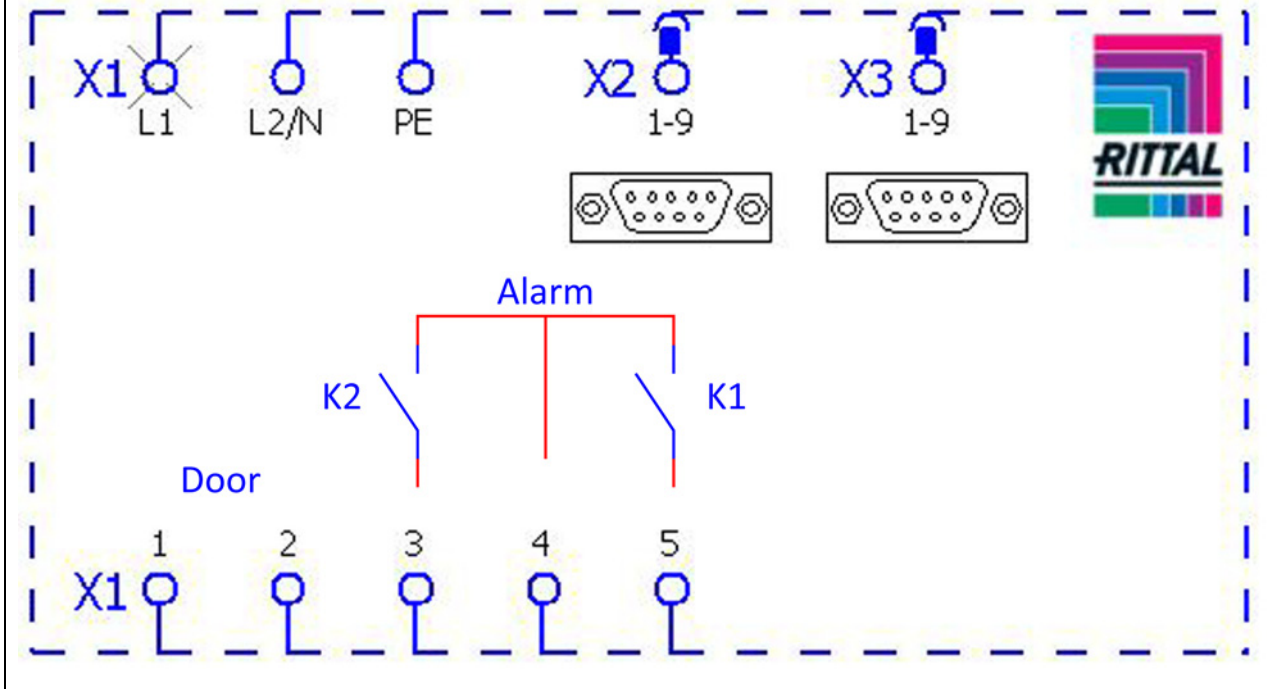 X1 X2 X3
L1 L2/N PE 1-9 1-9
RITTAL
Alarm
K2 K1
Door
1 2 3 4 5
X1